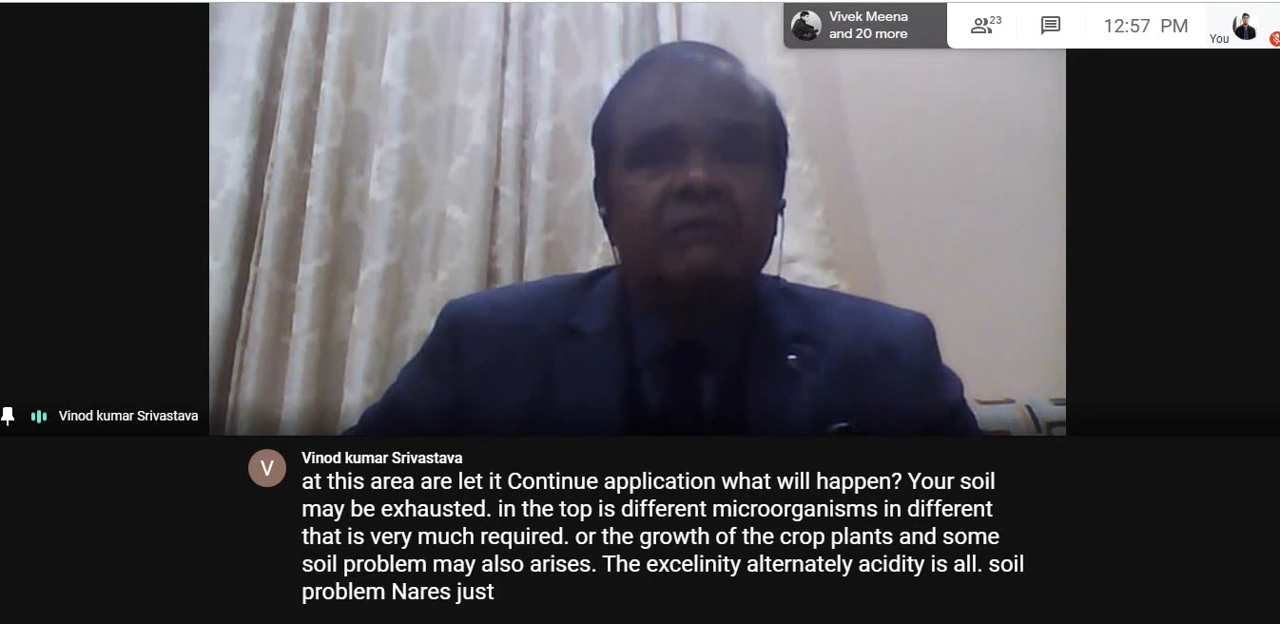 Vivek Meena
and 20 more
23
12:57 PM
You
Vinod kumar Srivastava
V
Vinod kumar Srivastava
at this area are let it Continue application what will happen? Your soil
may be exhausted. in the top is different microorganisms in different
that is very much required. or the growth of the crop plants and some
soil problem may also arises. The excelinity alternately acidity is all. soil
problem Nares just